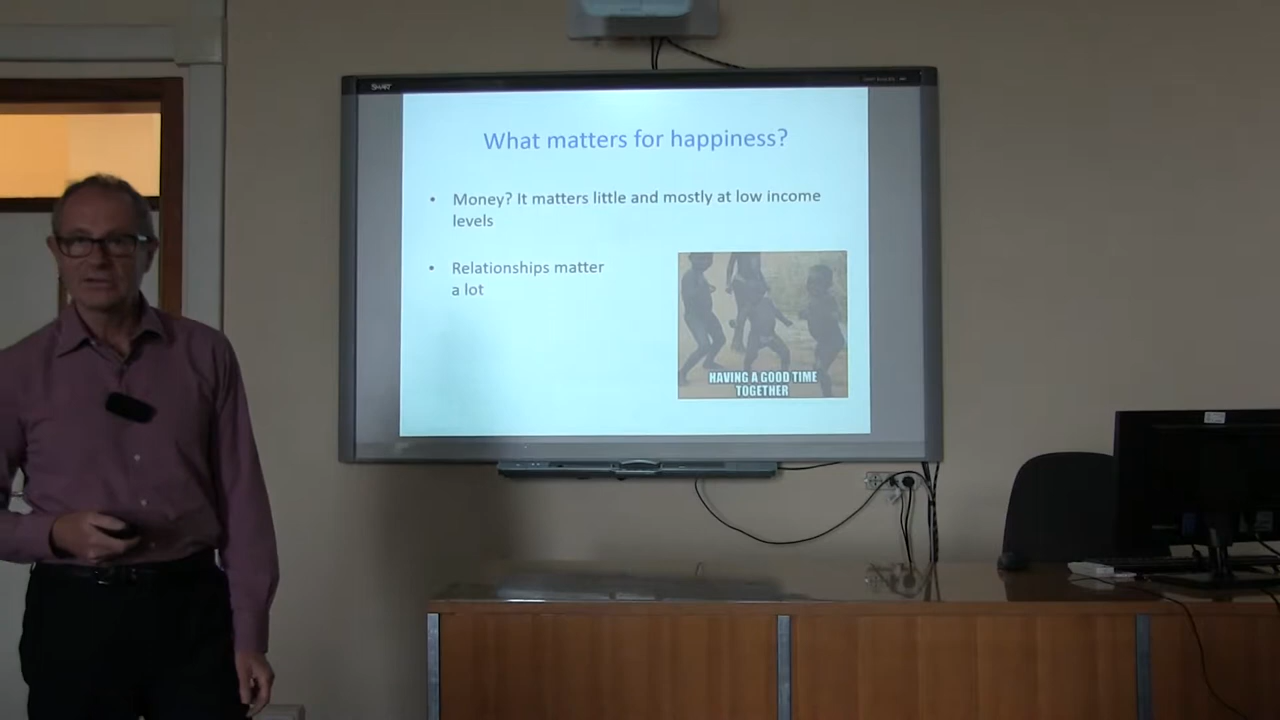 SMART
What matters for happiness?
• Money? It matters little and mostly at low income
levels
• Relationships matter
a lot
HAVING A GOOD TIME
TOGETHER